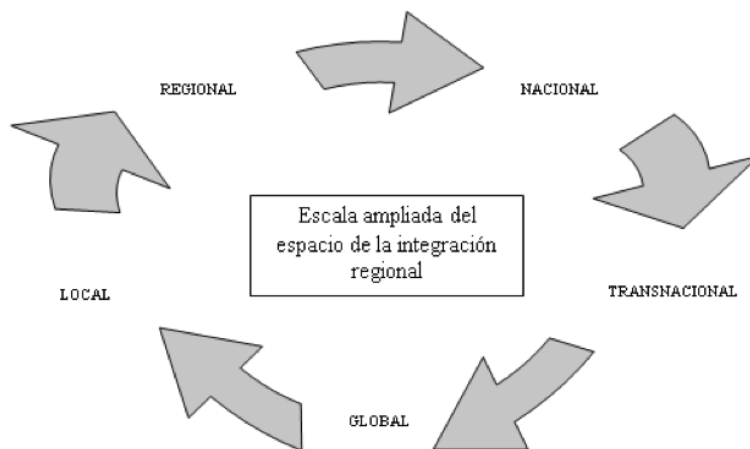 REGIONAL
NACIONAL
Escala ampliada del
espacio de la integración
regional
LOCAL
TRANSNACIONAL
GLOBAL